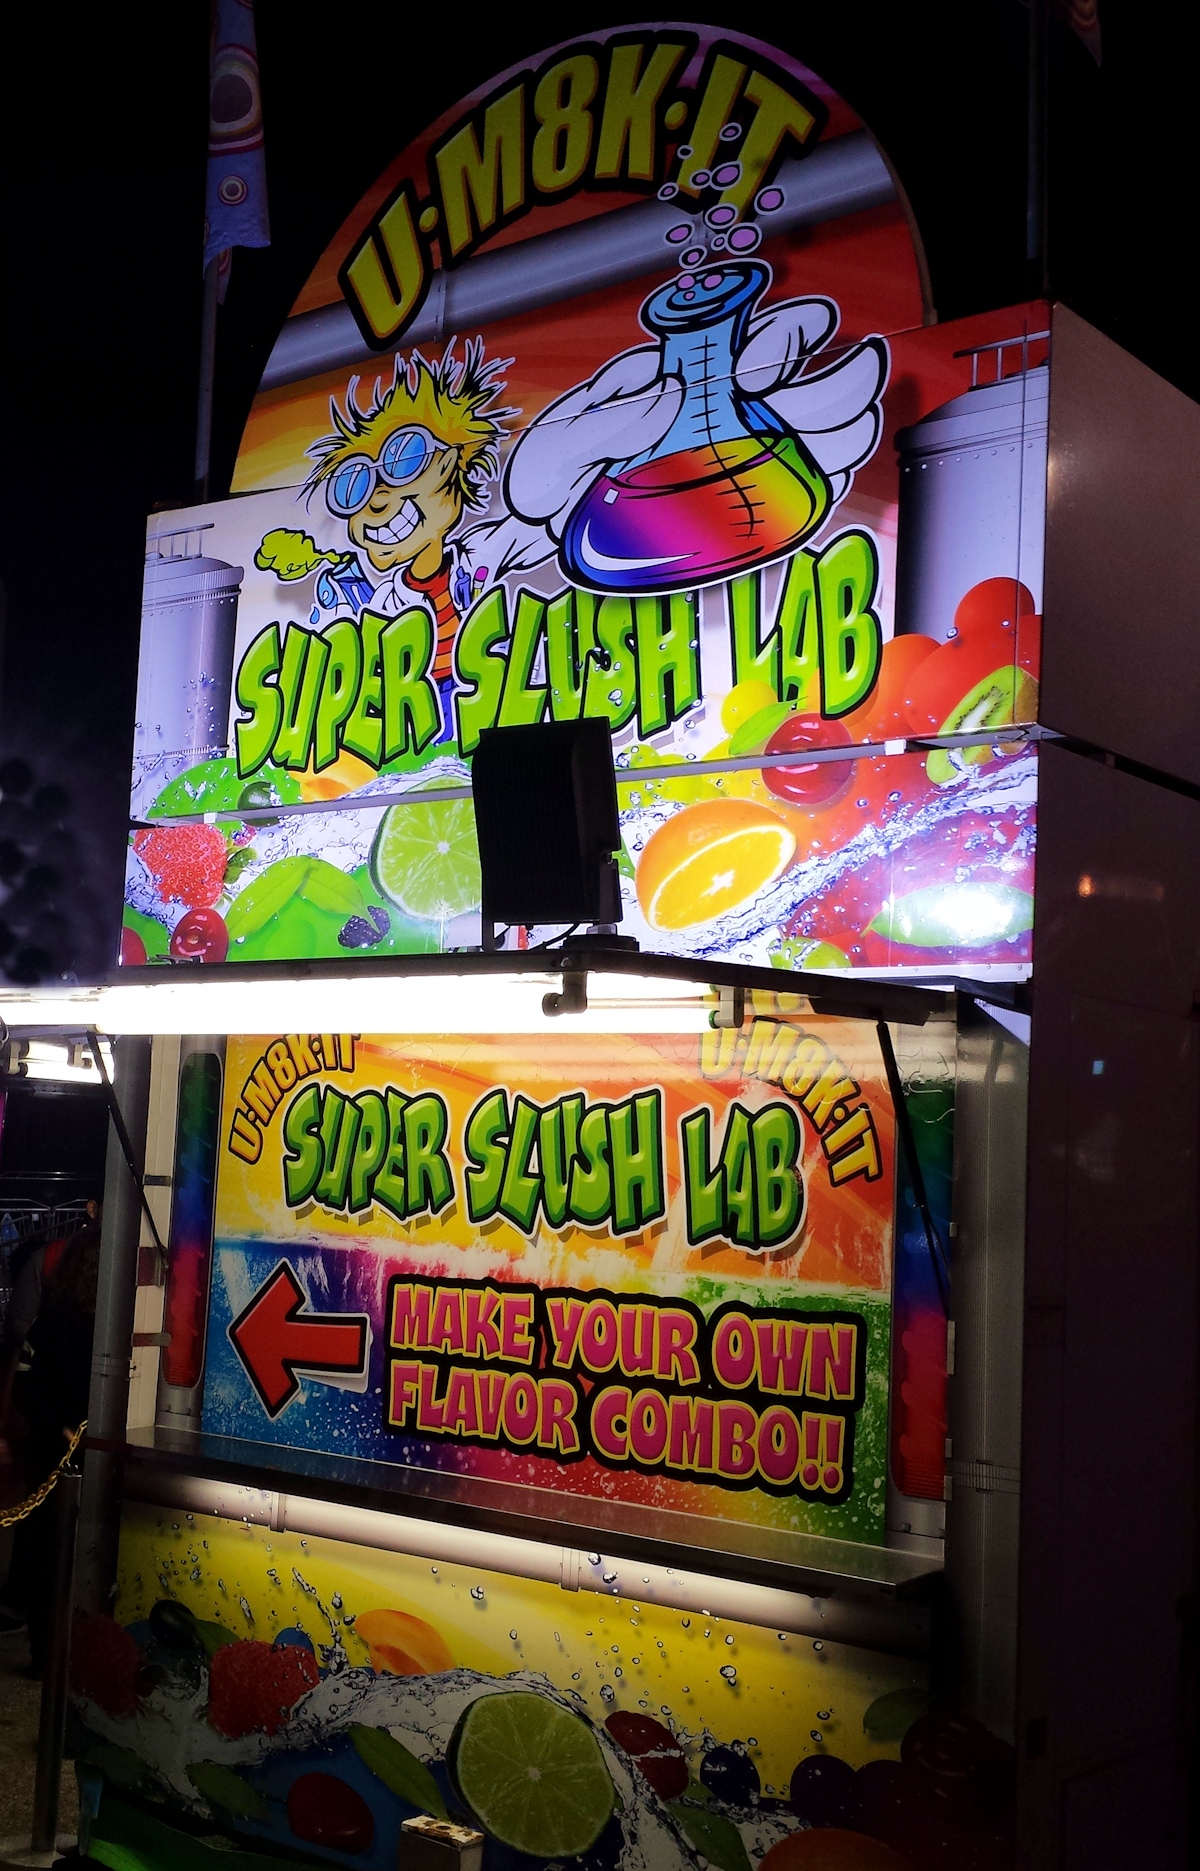 U·M8K·IT
SUPER SLUSH LAB
U·M8K·IT
U·M8K·IT
SUPER SLUSH LAB
MAKE YOUR OWN
FLAVOR COMBO!!